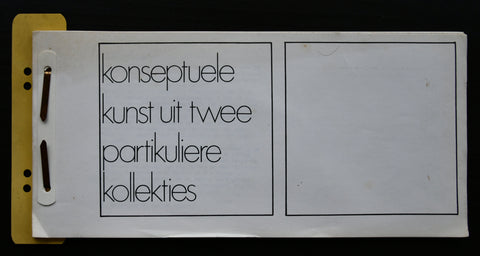 konseptuele
kunst uit twee
partikuliere
kollekties